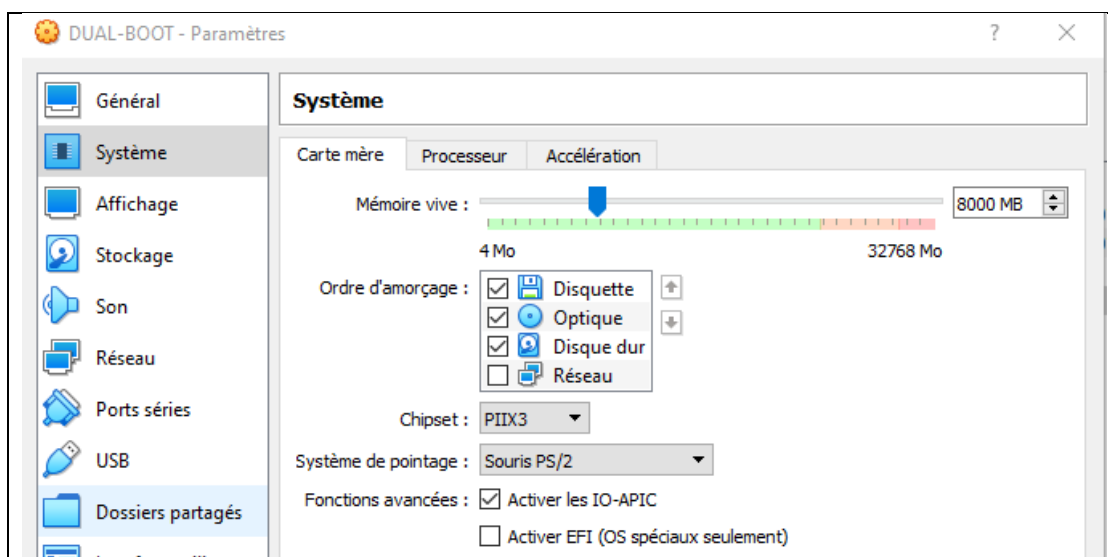 DUAL-BOOT - Paramètres ?
Général
Système
Affichage
Stockage
Son
Réseau
Ports séries
USB
Dossiers partagés
Système
Carte mère Processeur Accélération
Mémoire vive : 8000 MB
4 Mo 32768 Mo
Ordre d'amorçage : Disquette
Optique
Disque dur
Réseau
Chipset : PIIX3
Système de pointage : Souris PS/2
Fonctions avancées : Activer les IO-APIC
Activer EFI (OS spéciaux seulement)